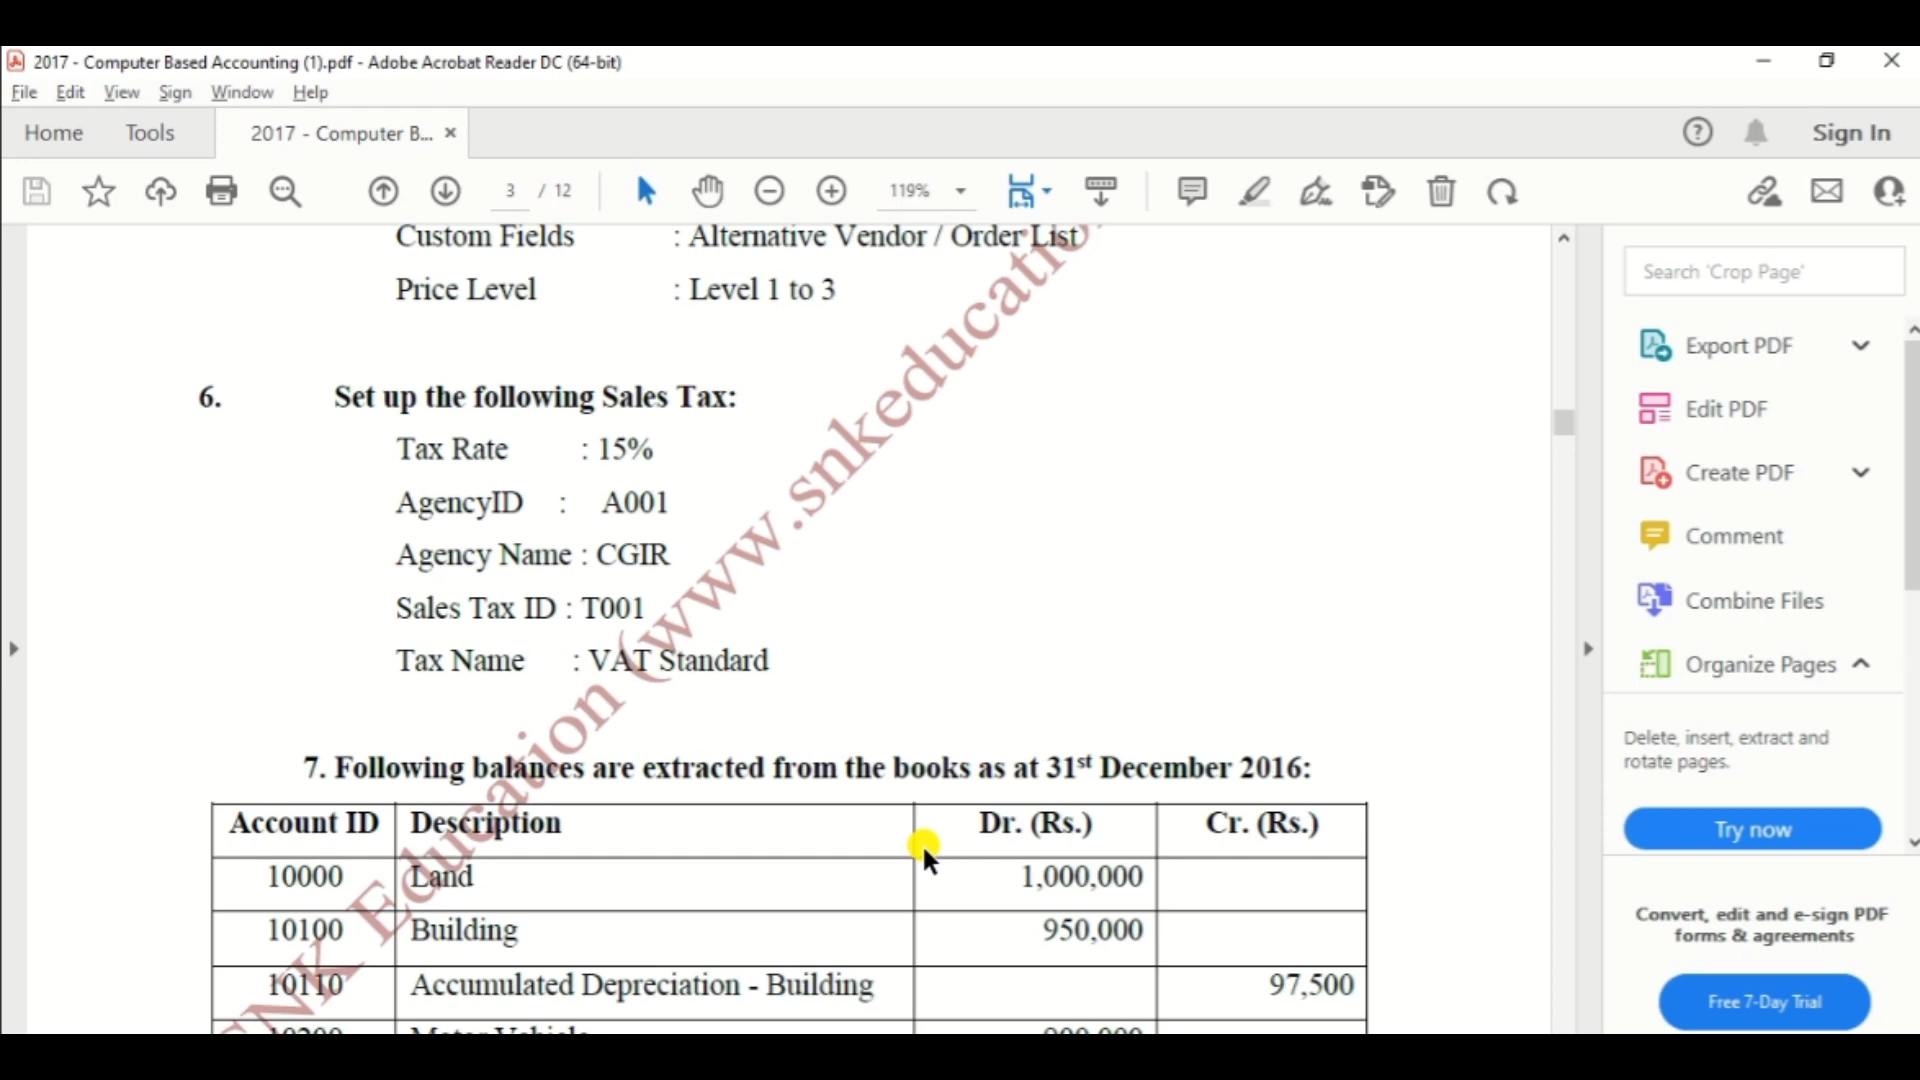 2017 - Computer Based Accounting (1).pdf - Adobe Acrobat Reader DC (64-bit)
File Edit View Sign Window Help
Home Tools 2017 - Computer B... × Sign In
3 / 12 119%
Custom Fields : Alternative Vendor / Order List
Price Level : Level 1 to 3
6. Set up the following Sales Tax:
Tax Rate : 15%
AgencyID : A001
Agency Name : CGIR
Sales Tax ID : T001
Tax Name : VAT Standard
7. Following balances are extracted from the books as at 31st December 2016:
Account ID Description Dr. (Rs.) Cr. (Rs.)
10000 Land 1,000,000
10100 Building 950,000
10110 Accumulated Depreciation - Building 97,500
SNK Education (www.snkeducatio
Search 'Crop Page'
Export PDF
Edit PDF
Create PDF
Comment
Combine Files
Organize Pages
Delete, insert, extract and
rotate pages.
Try now
Convert, edit and e-sign PDF
forms & agreements
Free 7-Day Trial